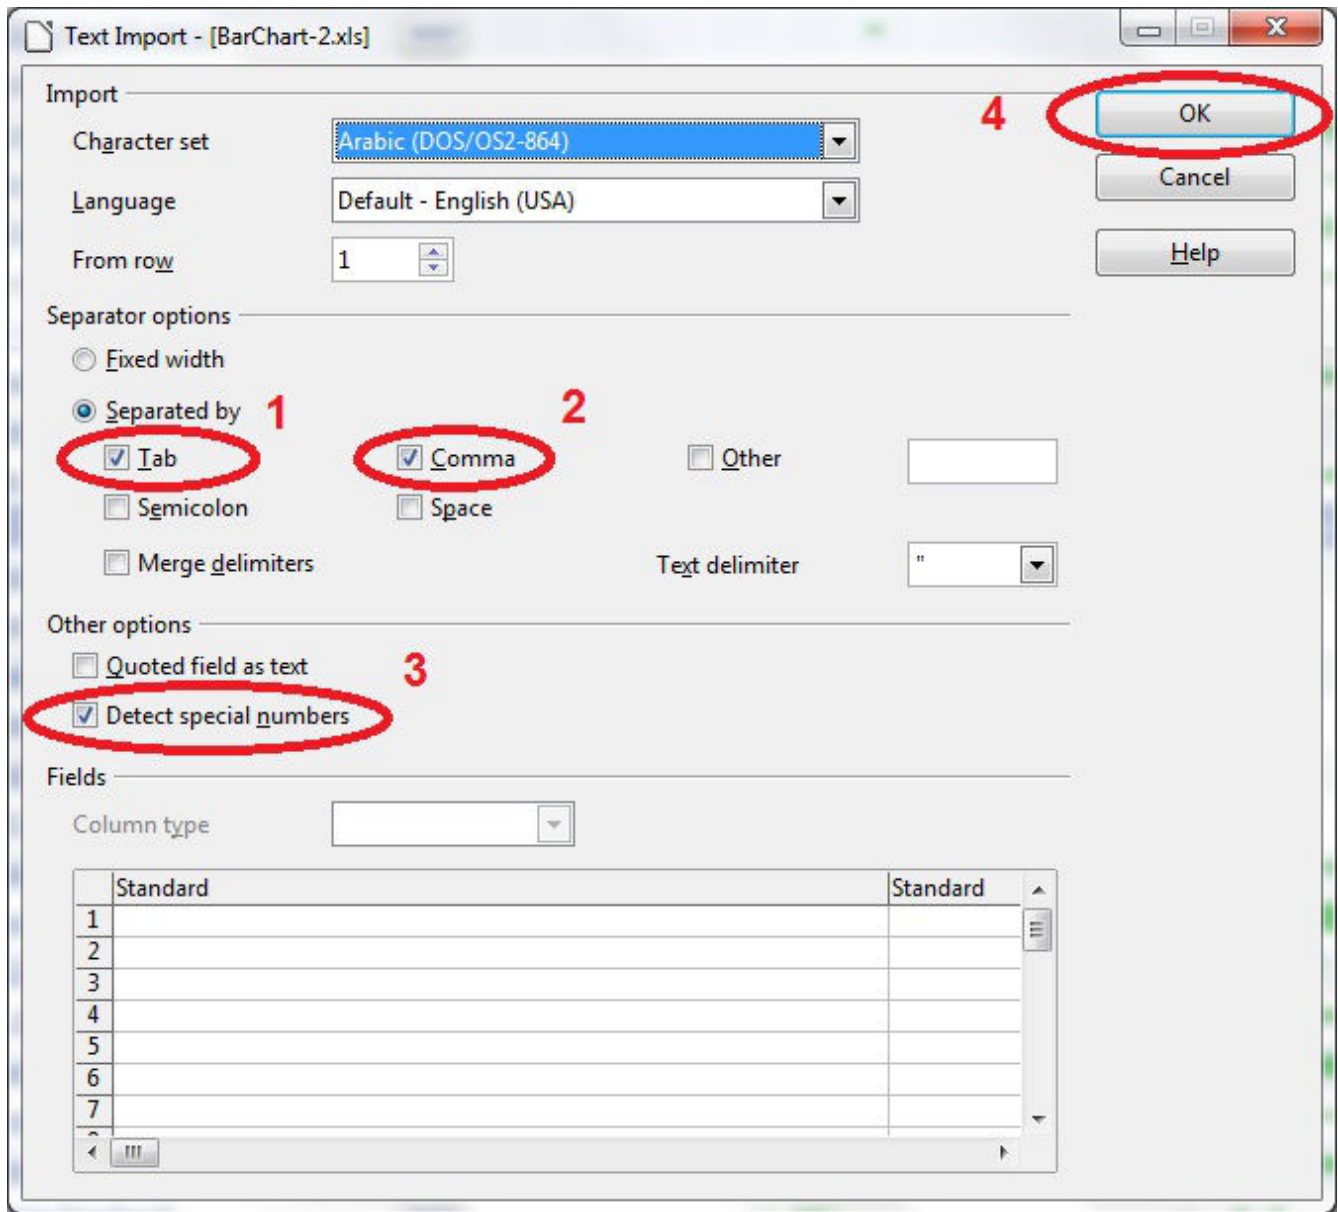 Text Import - [BarChart-2.xls]
Import
4
OK
Character set
Arabic (DOS/OS2-864)
Cancel
Language
Default - English (USA)
From row
1
Help
Separator options
Fixed width
Separated by
1
2
Tab
Comma
Other
Semicolon
Space
Merge delimiters
Text delimiter
"
Other options
Quoted field as text
3
Detect special numbers
Fields
Column type
Standard
Standard
1
2
3
4
5
6
7